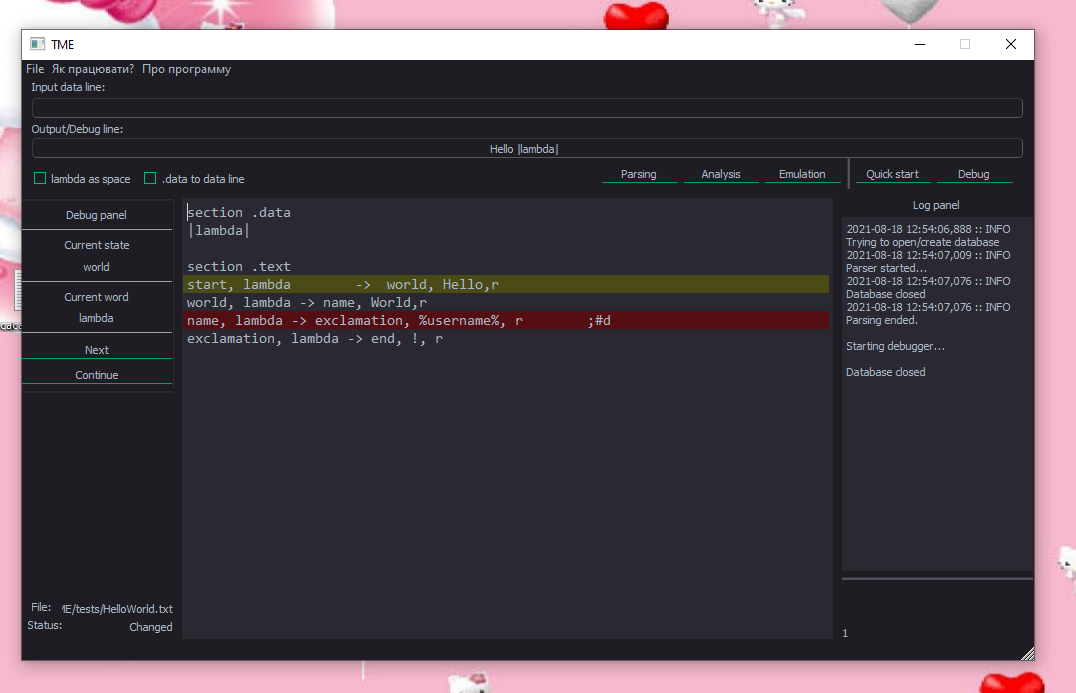 TME
File Як працювати? Про программу
Input data line:
Output/Debug line:
Hello |lambda|
lambda as space .data to data line Parsing Analysis Emulation Quick start Debug
Debug panel
Current state
world
Current word
lambda
Next
Continue
section .data
|lambda|
section .text
start, lambda -> world, Hello,r
world, lambda -> name, World,r
name, lambda -> exclamation, %username%, r ;#d
exclamation, lambda -> end, !, r
Log panel
2021-08-18 12:54:06,888 :: INFO
Trying to open/create database
2021-08-18 12:54:07,009 :: INFO
Parser started...
2021-08-18 12:54:07,076 :: INFO
Database closed
2021-08-18 12:54:07,076 :: INFO
Parsing ended.
Starting debugger...
Database closed
File: ME/tests/HelloWorld.txt
Status: Changed
1